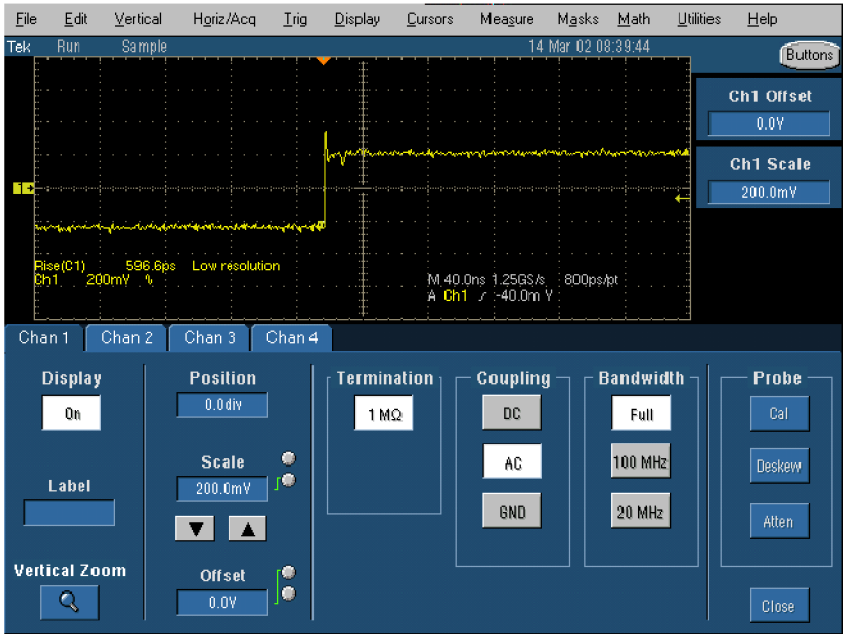 File Edit Vertical Horiz/Acq Trig Display Cursors Measure Masks Math Utilities Help
Tek Run Sample 14 Mar 02 08:39:44
Buttons
Ch1 Offset
0.0V
Ch1 Scale
200.0mV
1
Rise(C1) 596.6ps Low resolution
Ch1 200mV
M 40.0ns 1.25GS/s 800ps/pt
A Ch1 -40.0m V
Chan 1 Chan 2 Chan 3 Chan 4
Display
On
Label
Vertical Zoom
Position
0.0div
Scale
200.0mV
Offset
0.0V
Termination
1 MΩ
Coupling
DC
AC
GND
Bandwidth
Full
100 MHz
20 MHz
Probe
Cal
Deskew
Atten
Close